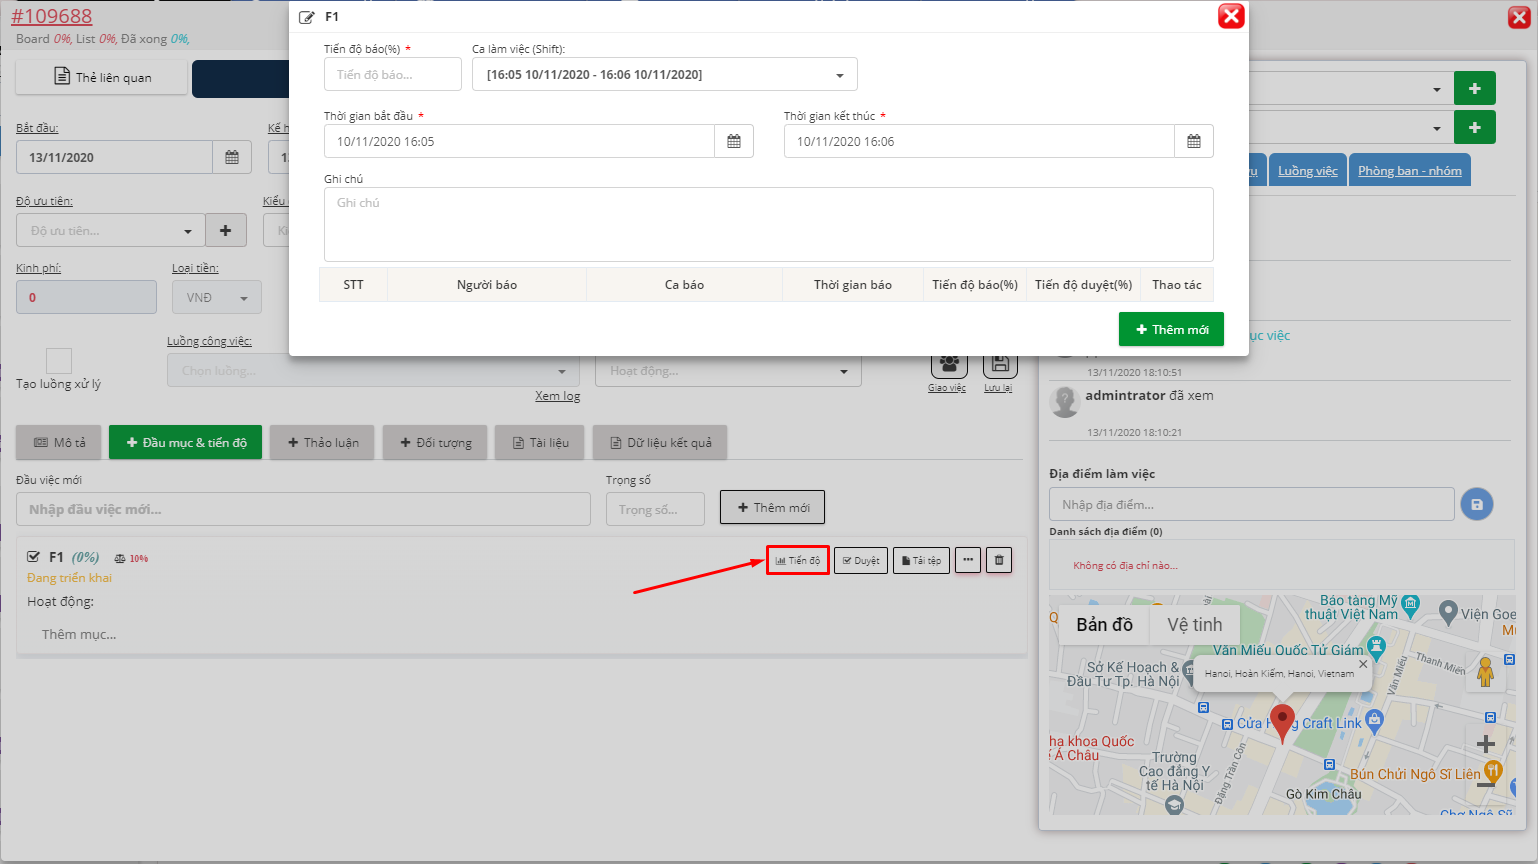 #109688
Board 0%, List 0%, Đã xong 0%,
Thẻ liên quan
F1
Tiến độ báo(%) *
Ca làm việc (Shift):
Tiến độ báo...
[16:05 10/11/2020 - 16:06 10/11/2020]
Thời gian bắt đầu *
Thời gian kết thúc *
10/11/2020 16:05
10/11/2020 16:06
Ghi chú
Ghi chú
STT
Người báo
Ca báo
Thời gian báo
Tiến độ báo(%)
Tiến độ duyệt(%)
Thao tác
Thêm mới
Bắt đầu:
Kế h
13/11/2020
1
Độ ưu tiên:
Kiểu
Độ ưu tiên...
Ki
Kinh phí:
Loại tiền:
0
VNĐ
Luồng công việc:
Tạo luồng xử lý
Chọn luồng...
Hoạt động...
Xem log
Giao việc
Lưu lại
Mô tả
Đầu mục & tiến độ
Thảo luận
Đối tượng
Tài liệu
Dữ liệu kết quả
Đầu việc mới
Trọng số
Nhập đầu việc mới...
Trọng số...
Thêm mới
F1 (0%) 10%
Tiến độ
Duyệt
Tải tệp
Đang triển khai
Hoạt động:
Thêm mục...
vụ
Luồng việc
Phòng ban - nhóm
ục việc
13/11/2020 18:10:51
admintrator đã xem
13/11/2020 18:10:21
Địa điểm làm việc
Nhập địa điểm...
Danh sách địa điểm (0)
Không có địa chỉ nào...
Bản đồ
Vệ tinh
Báo tàng Mỹ
thuật Việt Nam
Viện Goe
Văn Miếu Quốc Tử Giám
Thanh Miến
Văn Miếu
Sở Kế Hoạch &
Đầu Tư Tp. Hà Nội
Hanoi, Hoàn Kiếm, Hanoi, Vietnam
Cửa Hàng Craft Link
ha khoa Quốc
Á Châu
Trường
Cao đẳng Y
tế Hà Nội
Đặng Trần Côn
Bún Chửi Ngô Sĩ Liên
Gò Kim Châu
Chợ Ngô Sĩ